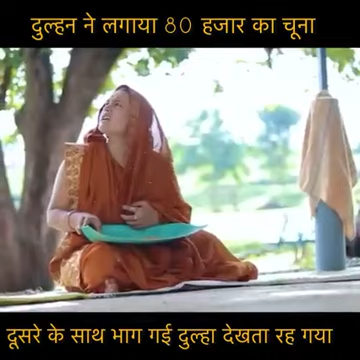 दुल्हन ने लगाया 80 हजार का चूना
दूसरे के साथ भाग गई दुल्हा देखता रह गया